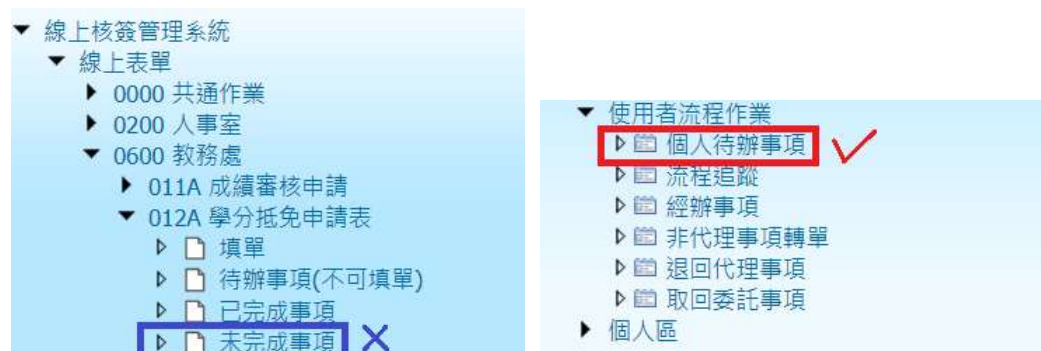 線上核簽管理系統
線上表單
0000 共通作業
0200 人事室
0600 教務處
011A 成績審核申請
012A 學分抵免申請表
填單
待辦事項(不可填單)
已完成事項
未完成事項
使用者流程作業
個人待辦事項
流程追蹤
經辦事項
非代理事項轉單
退回代理事項
取回委託事項
個人區